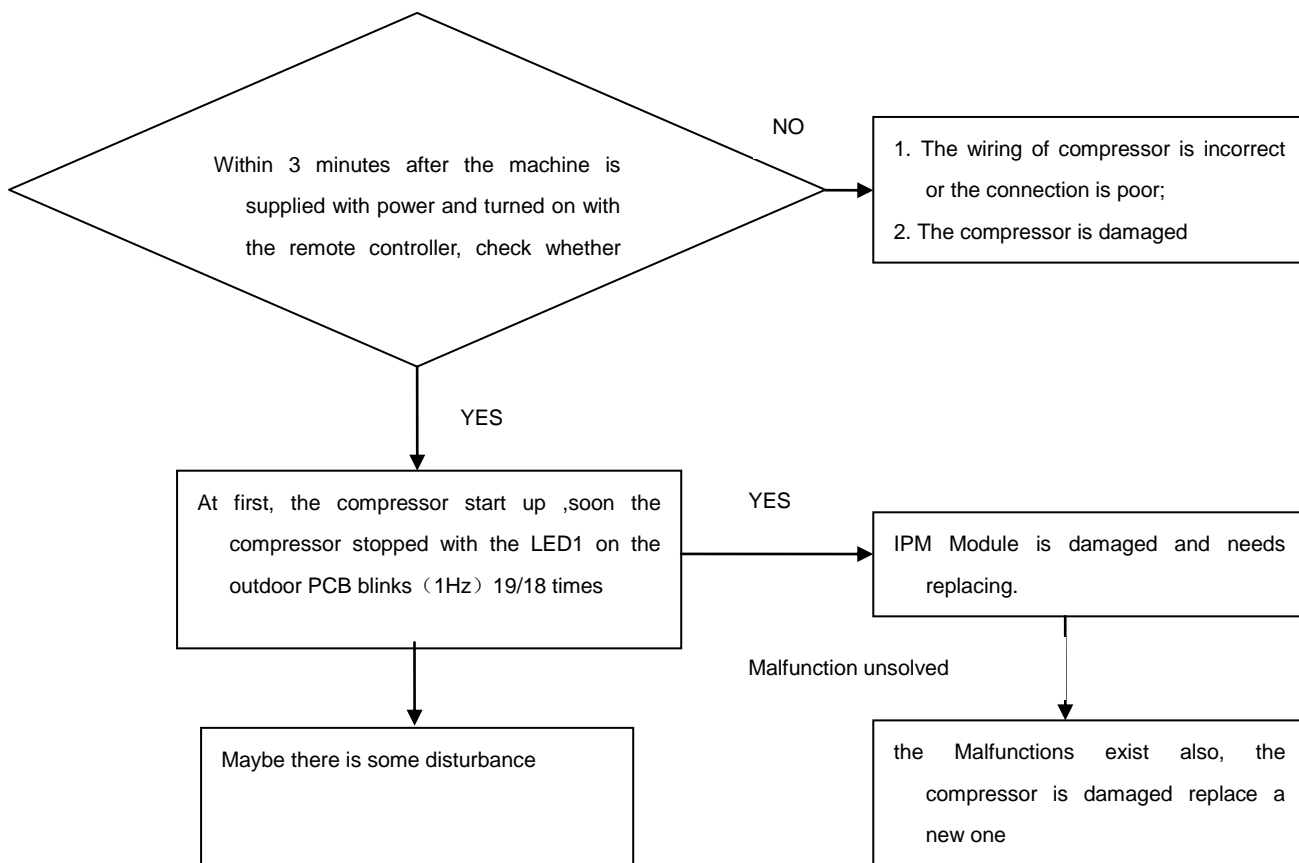 NO
Within 3 minutes after the machine is
supplied with power and turned on with
the remote controller, check whether
1. The wiring of compressor is incorrect
or the connection is poor;
2. The compressor is damaged
YES
At first, the compressor start up ,soon the
compressor stopped with the LED1 on the
outdoor PCB blinks（1Hz）19/18 times
YES
IPM Module is damaged and needs
replacing.
Malfunction unsolved
Maybe there is some disturbance
the Malfunctions exist also, the
compressor is damaged replace a
new one